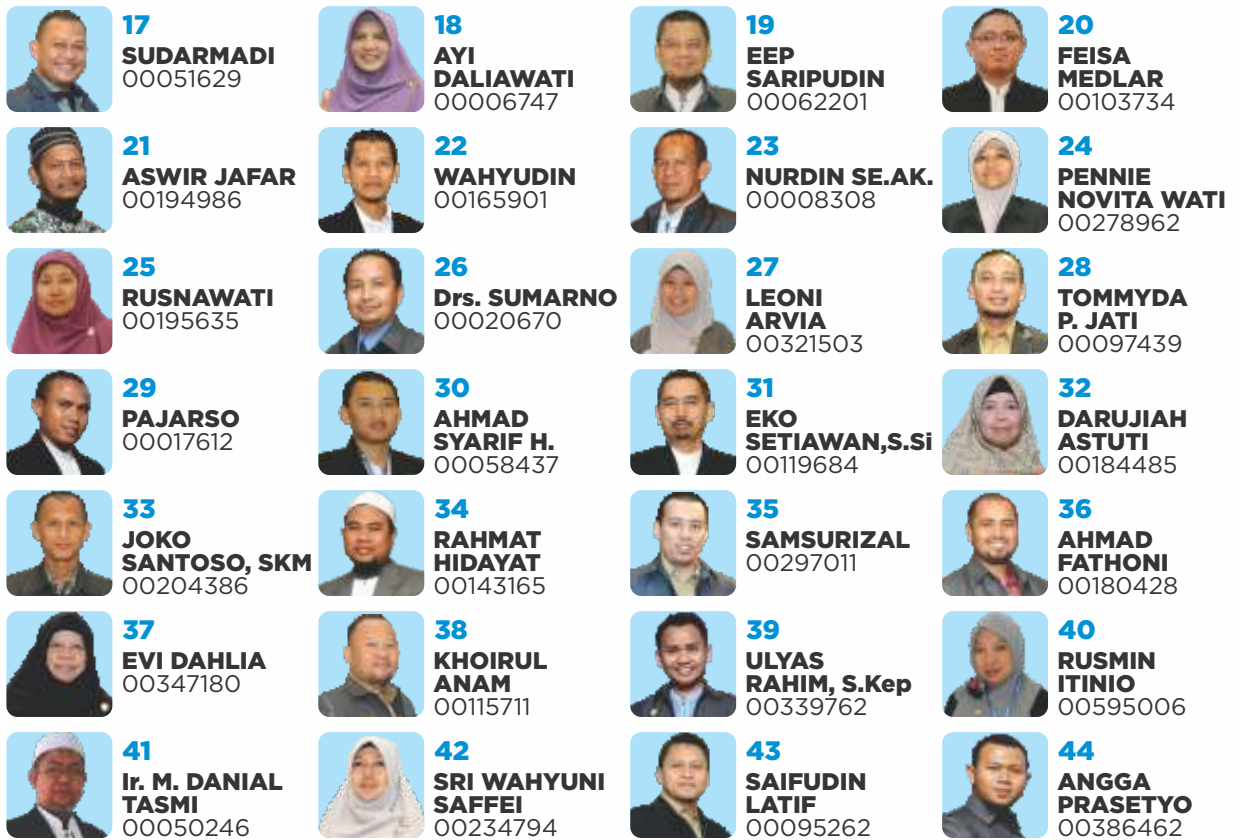 17
SUDARMADI
00051629
18
AYI
DALIAWATI
00006747
19
EEP
SARIPUDIN
00062201
20
FEISA
MEDLAR
00103734
21
ASWIR JAFAR
00194986
22
WAHYUDIN
00165901
23
NURDIN SE.AK.
00008308
24
PENNIE
NOVITA WATI
00278962
25
RUSNAWATI
00195635
26
Drs. SUMARNO
00020670
27
LEONI
ARVIA
00321503
28
TOMMYDA
P. JATI
00097439
29
PAJARSO
00017612
30
AHMAD
SYARIF H.
00058437
31
EKO
SETIAWAN,S.Si
00119684
32
DARUJIAH
ASTUTI
00184485
33
JOKO
SANTOSO, SKM
00204386
34
RAHMAT
HIDAYAT
00143165
35
SAMSURIZAL
00297011
36
AHMAD
FATHONI
00180428
37
EVI DAHLIA
00347180
38
KHOIRUL
ANAM
00115711
39
ULYAS
RAHIM, S.Kep
00339762
40
RUSMIN
ITINIO
00595006
41
Ir. M. DANIAL
TASMI
00050246
42
SRI WAHYUNI
SAFFEI
00234794
43
SAIFUDIN
LATIF
00095262
44
ANGGA
PRASETYO
00386462